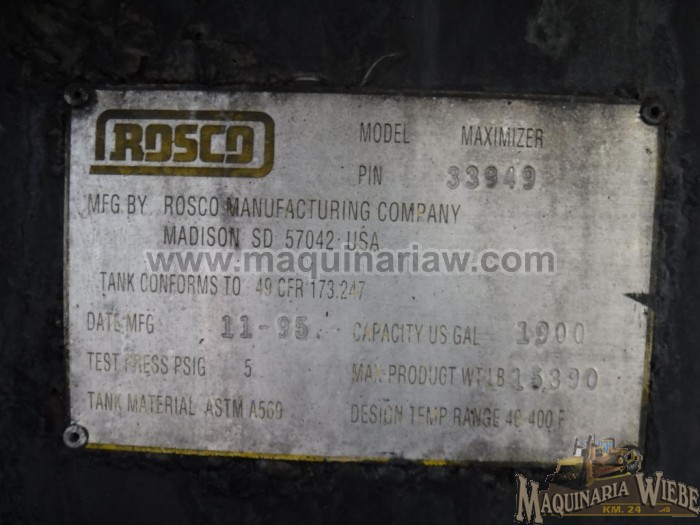 ROSCO
MODEL MAXIMIZER
PIN 33949
MFG BY ROSCO MANUFACTURING COMPANY
MADISON SD 57042 USA
www.maquinariaw.com
TANK CONFORMS TO 49 CFR 173.247
DATE MFG 11-95. CAPACITY US GAL 1900
TEST PRESS PSIG 5 MAX PRODUCT WT LB 15390
TANK MATERIAL ASTM A569 DESIGN TEMP RANGE 40-400 F
MAQUINARIA WIEBE
KM. 24